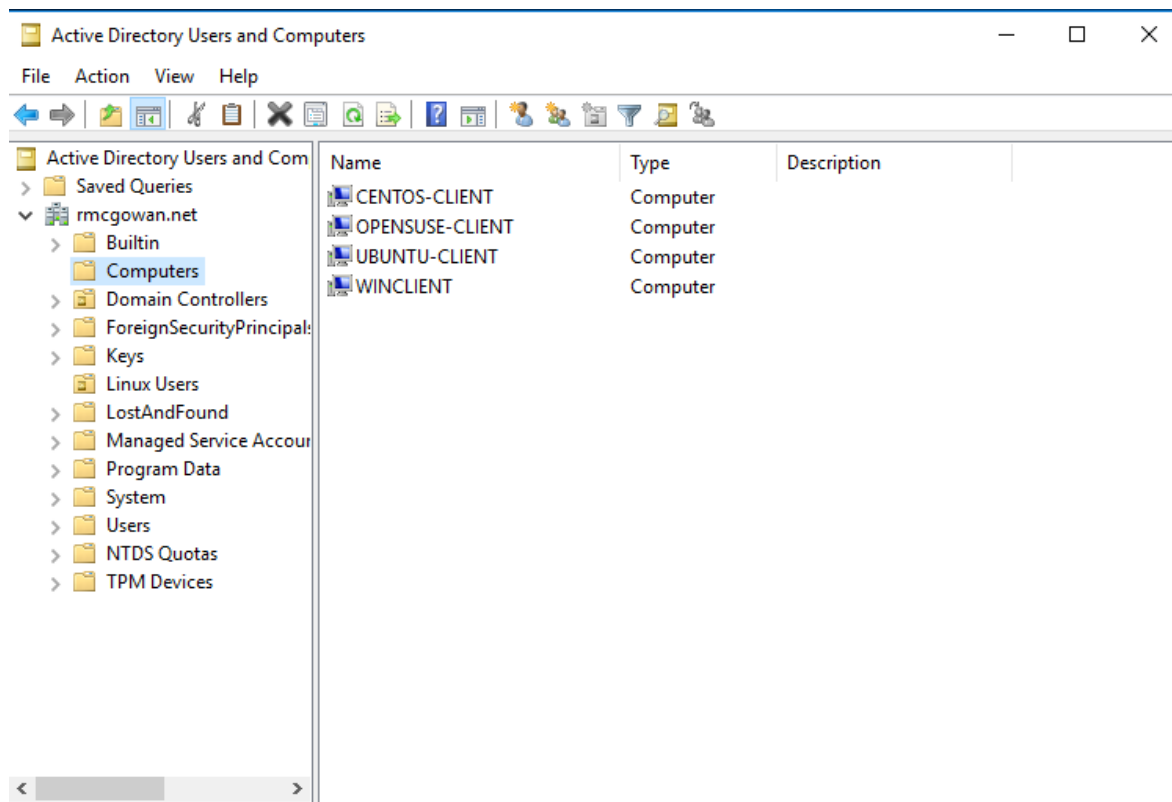 Active Directory Users and Computers
File Action View Help
Active Directory Users and Com
Saved Queries
rmcgowan.net
Builtin
Computers
Domain Controllers
ForeignSecurityPrincipals
Keys
Linux Users
LostAndFound
Managed Service Accour
Program Data
System
Users
NTDS Quotas
TPM Devices
Name Type Description
CENTOS-CLIENT Computer
OPENSUSE-CLIENT Computer
UBUNTU-CLIENT Computer
WINCLIENT Computer